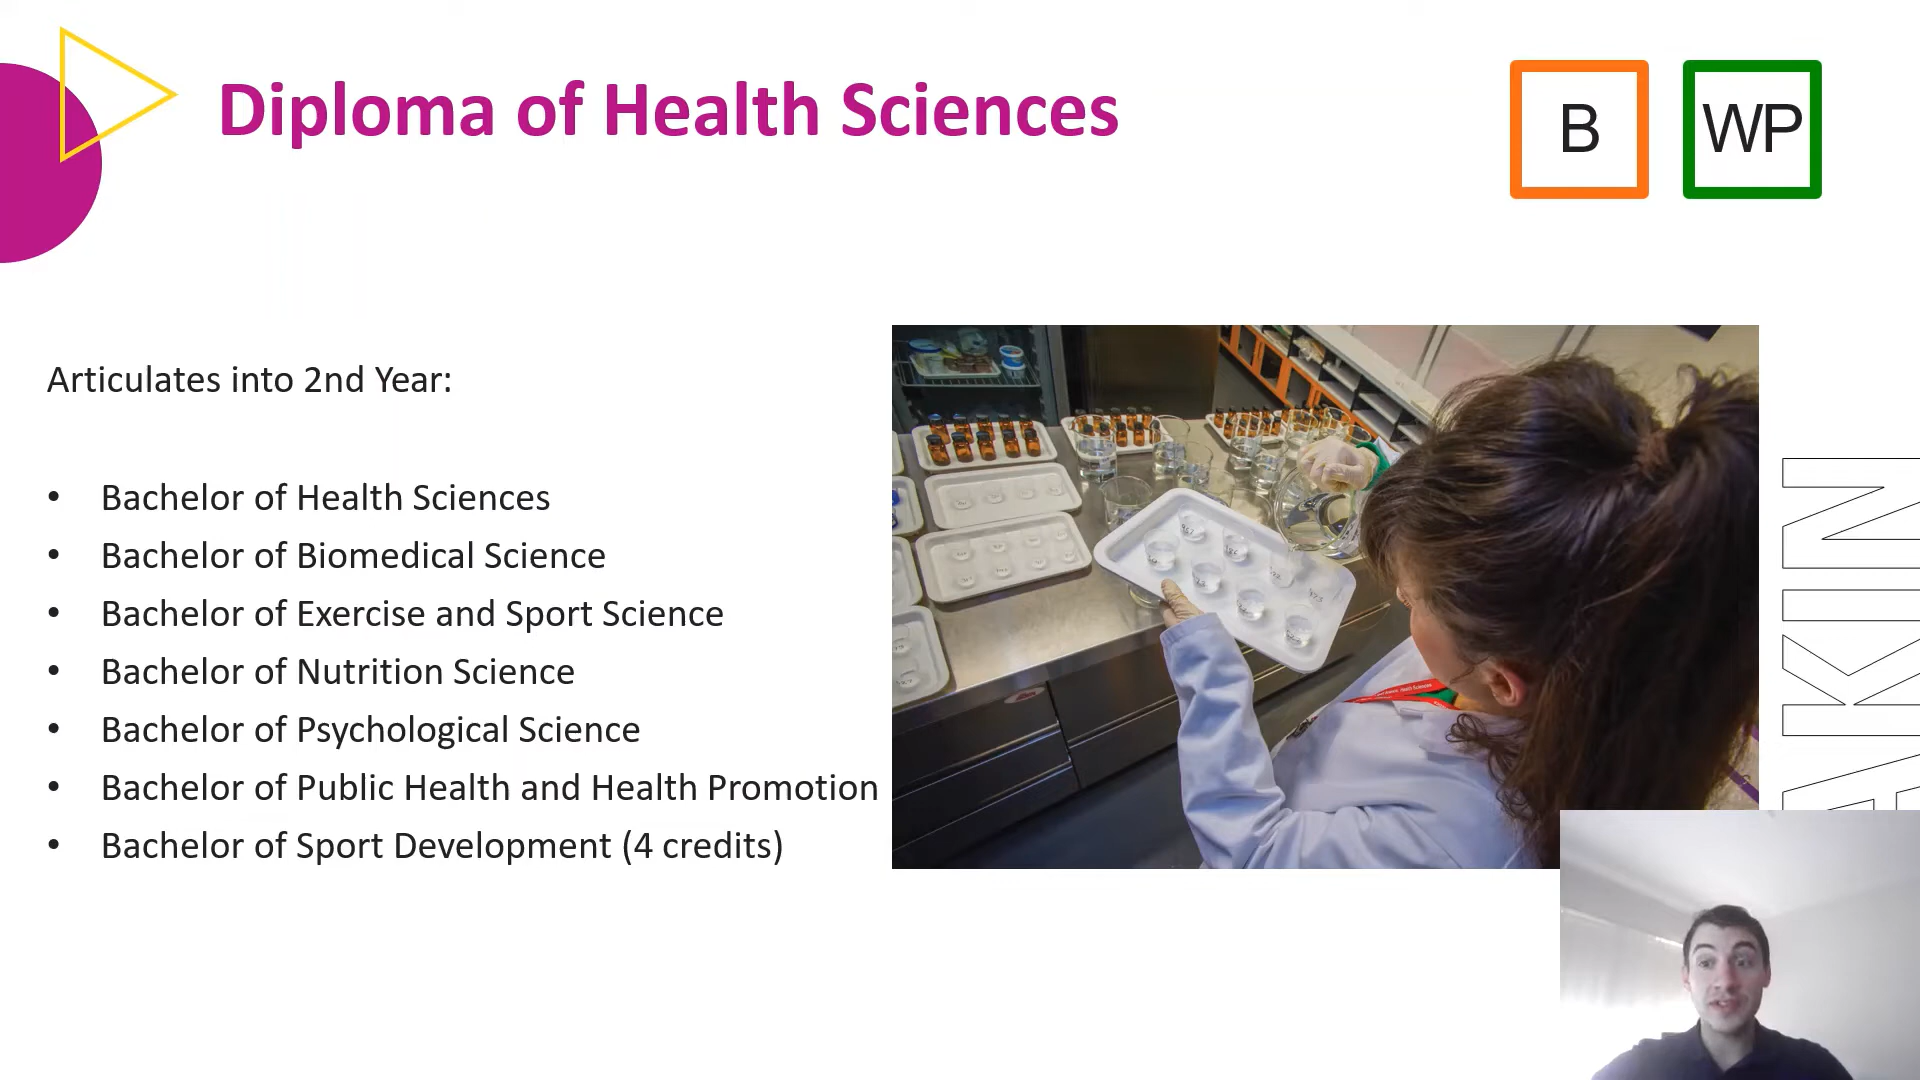 Diploma of Health Sciences
B
WP
Articulates into 2nd Year:
• Bachelor of Health Sciences
• Bachelor of Biomedical Science
• Bachelor of Exercise and Sport Science
• Bachelor of Nutrition Science
• Bachelor of Psychological Science
• Bachelor of Public Health and Health Promotion
• Bachelor of Sport Development (4 credits)
AKIN